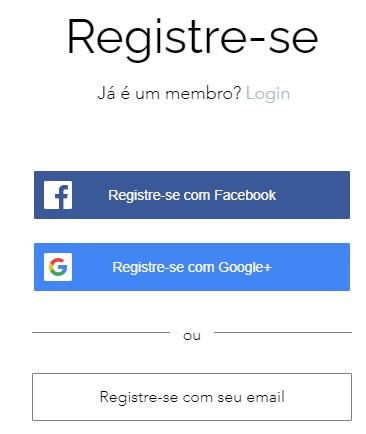 Registre-se
Já é um membro? Login
Registre-se com Facebook
Registre-se com Google+
ou
Registre-se com seu email